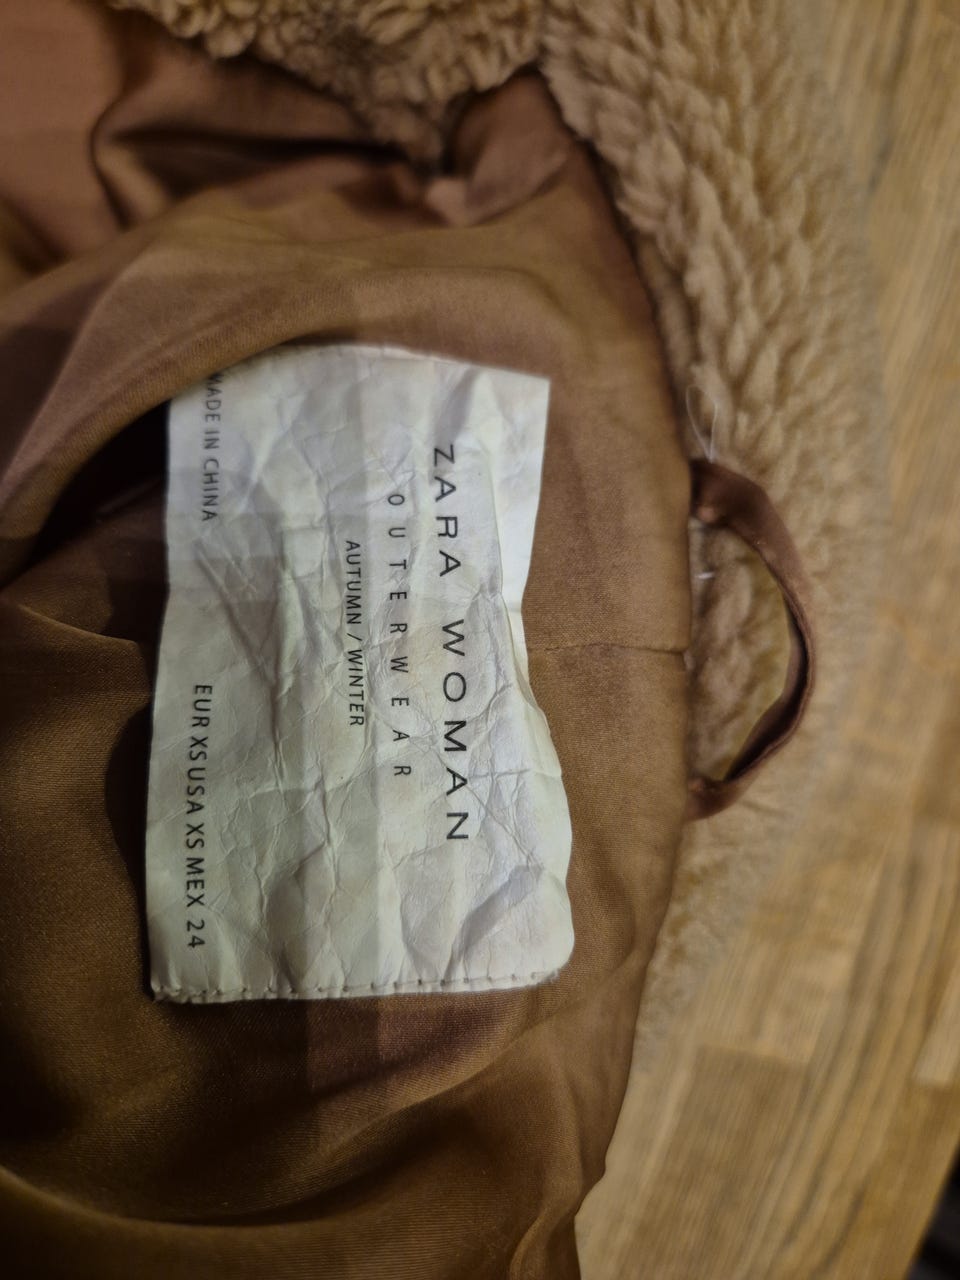 ZARA WOMAN
OUTERWEAR
AUTUMN / WINTER
MADE IN CHINA
EUR XS USA XS MEX 24